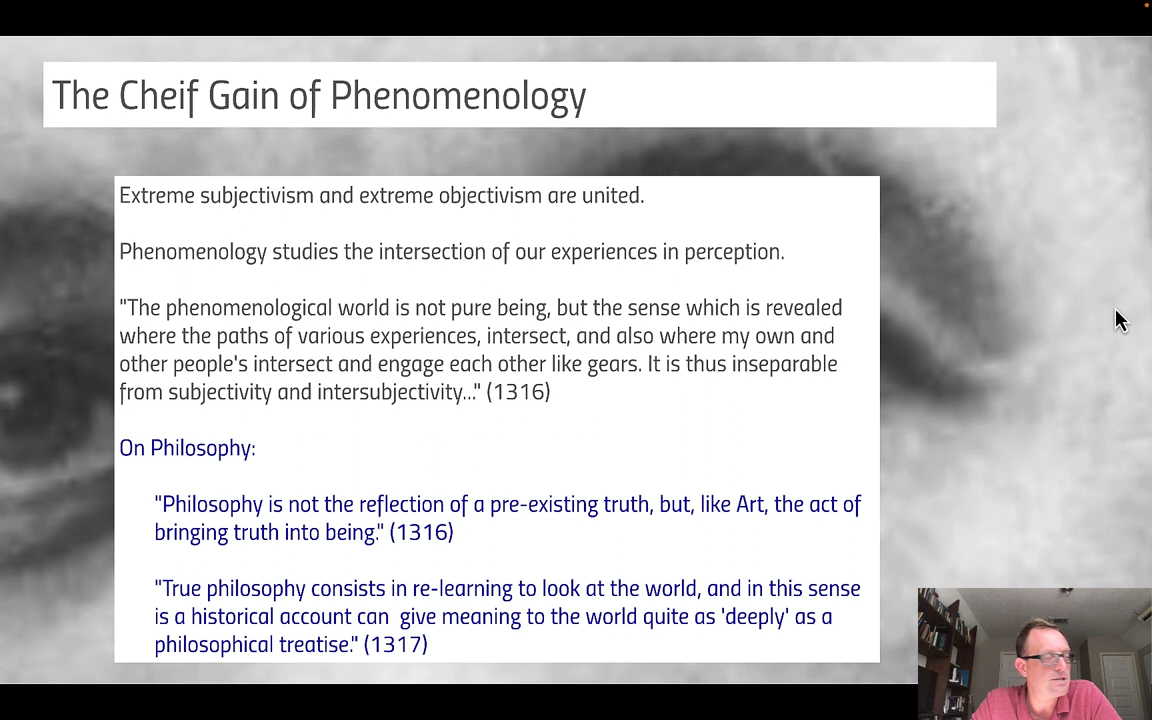 The Cheif Gain of Phenomenology
Extreme subjectivism and extreme objectivism are united.
Phenomenology studies the intersection of our experiences in perception.
"The phenomenological world is not pure being, but the sense which is revealed
where the paths of various experiences, intersect, and also where my own and
other people's intersect and engage each other like gears. It is thus inseparable
from subjectivity and intersubjectivity..." (1316)
On Philosophy:
"Philosophy is not the reflection of a pre-existing truth, but, like Art, the act of
bringing truth into being." (1316)
"True philosophy consists in re-learning to look at the world, and in this sense
is a historical account can  give meaning to the world quite as 'deeply' as a
philosophical treatise." (1317)